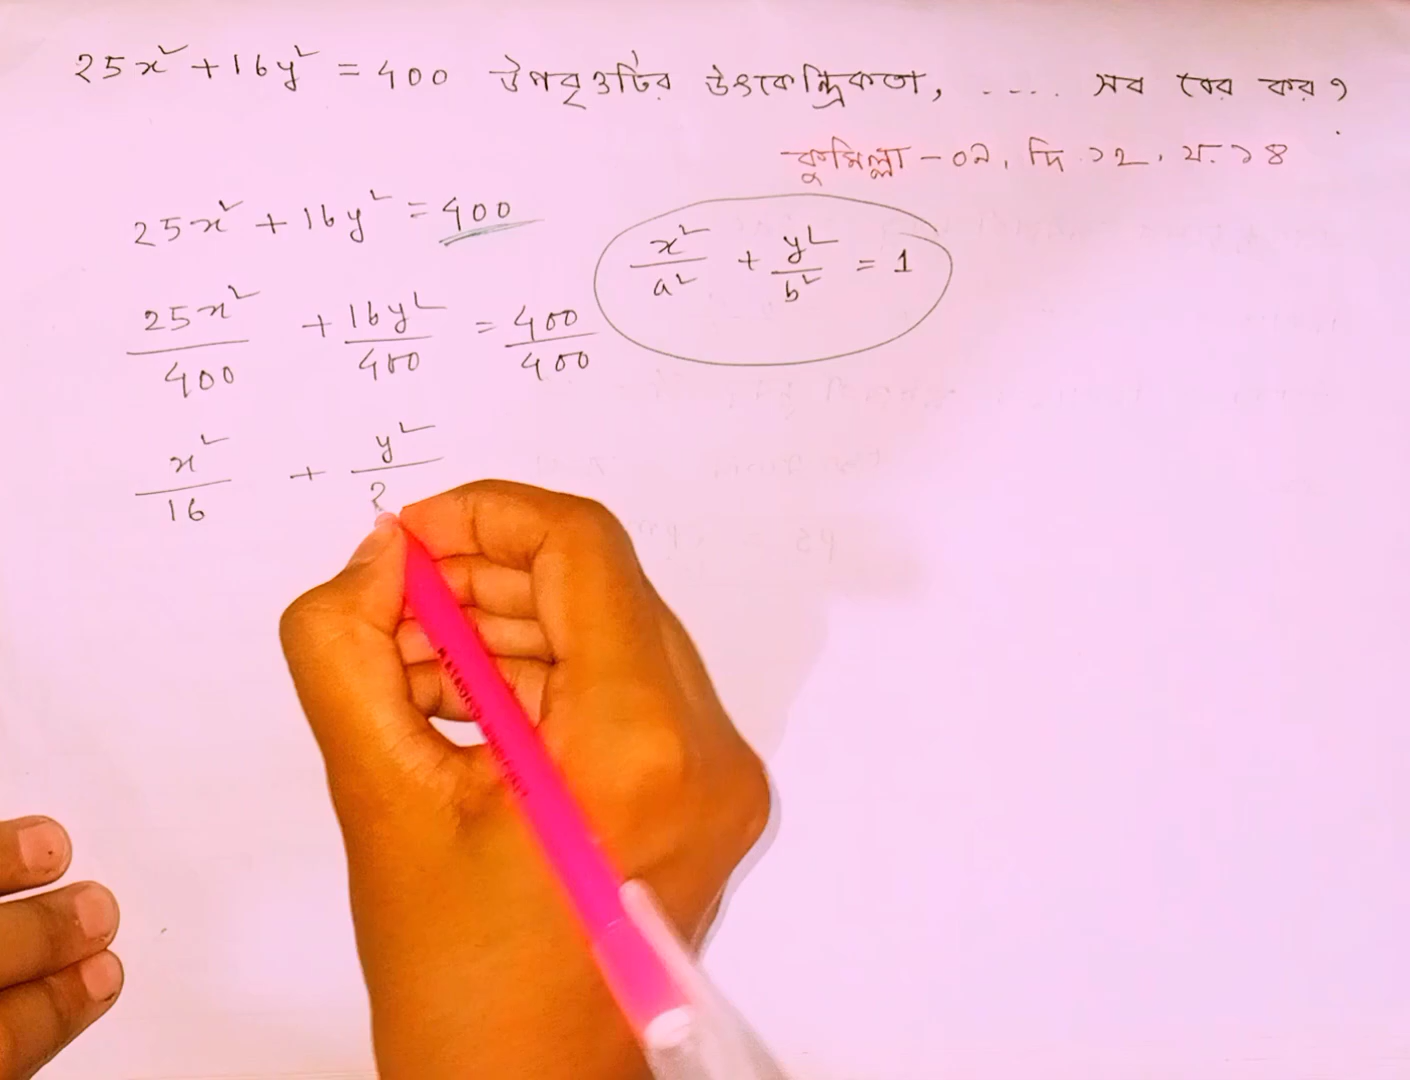 25x² + 16y² = 400 উপবৃত্তটির উৎকেন্দ্রিকতা, ..... সব বের কর?
কুমিল্লা - ০৯, দি. ১২, য. ১৪
25x² + 16y² = 400
x²/a² + y²/b² = 1
25x²/400 + 16y²/400 = 400/400
x²/16 + y²/2